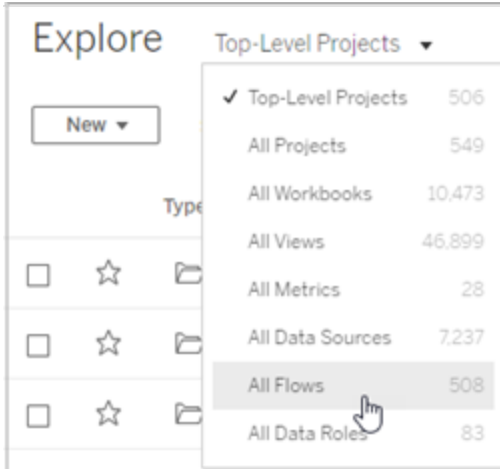 Explore
Top-Level Projects
Top-Level Projects 506
New
All Projects 549
All Workbooks 10,473
Type
All Views 46,899
All Metrics 28
All Data Sources 7,237
All Flows 508
All Data Roles 83